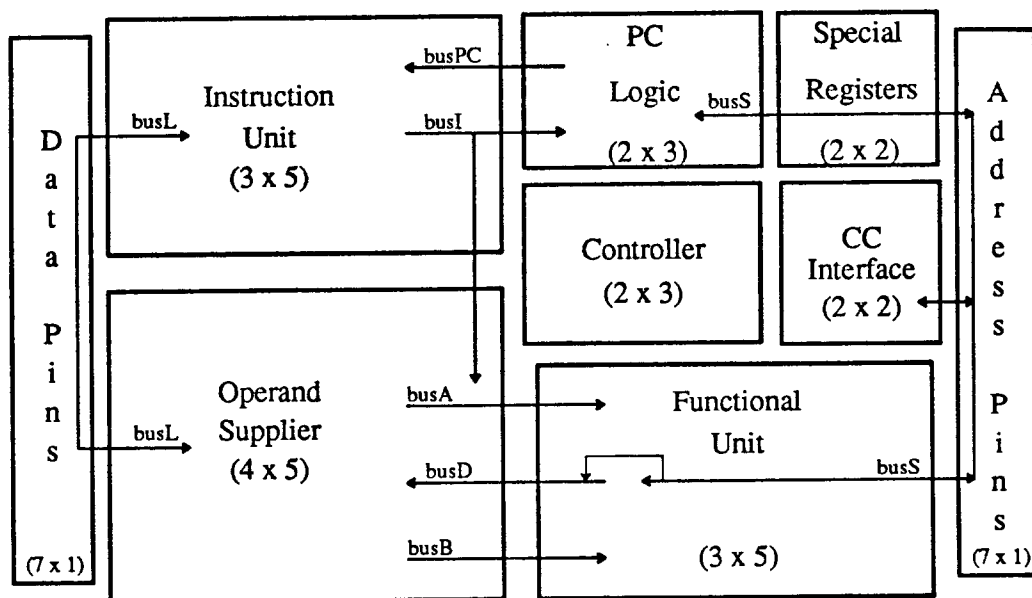 Data Pins
(7 x 1)
busL
busL
Instruction
Unit
(3 x 5)
busPC
busI
PC
Logic
(2 x 3)
busS
Special
Registers
(2 x 2)
Controller
(2 x 3)
CC
Interface
(2 x 2)
Operand
Supplier
(4 x 5)
busA
busD
busB
Functional
Unit
(3 x 5)
busS
Address Pins
(7 x 1)